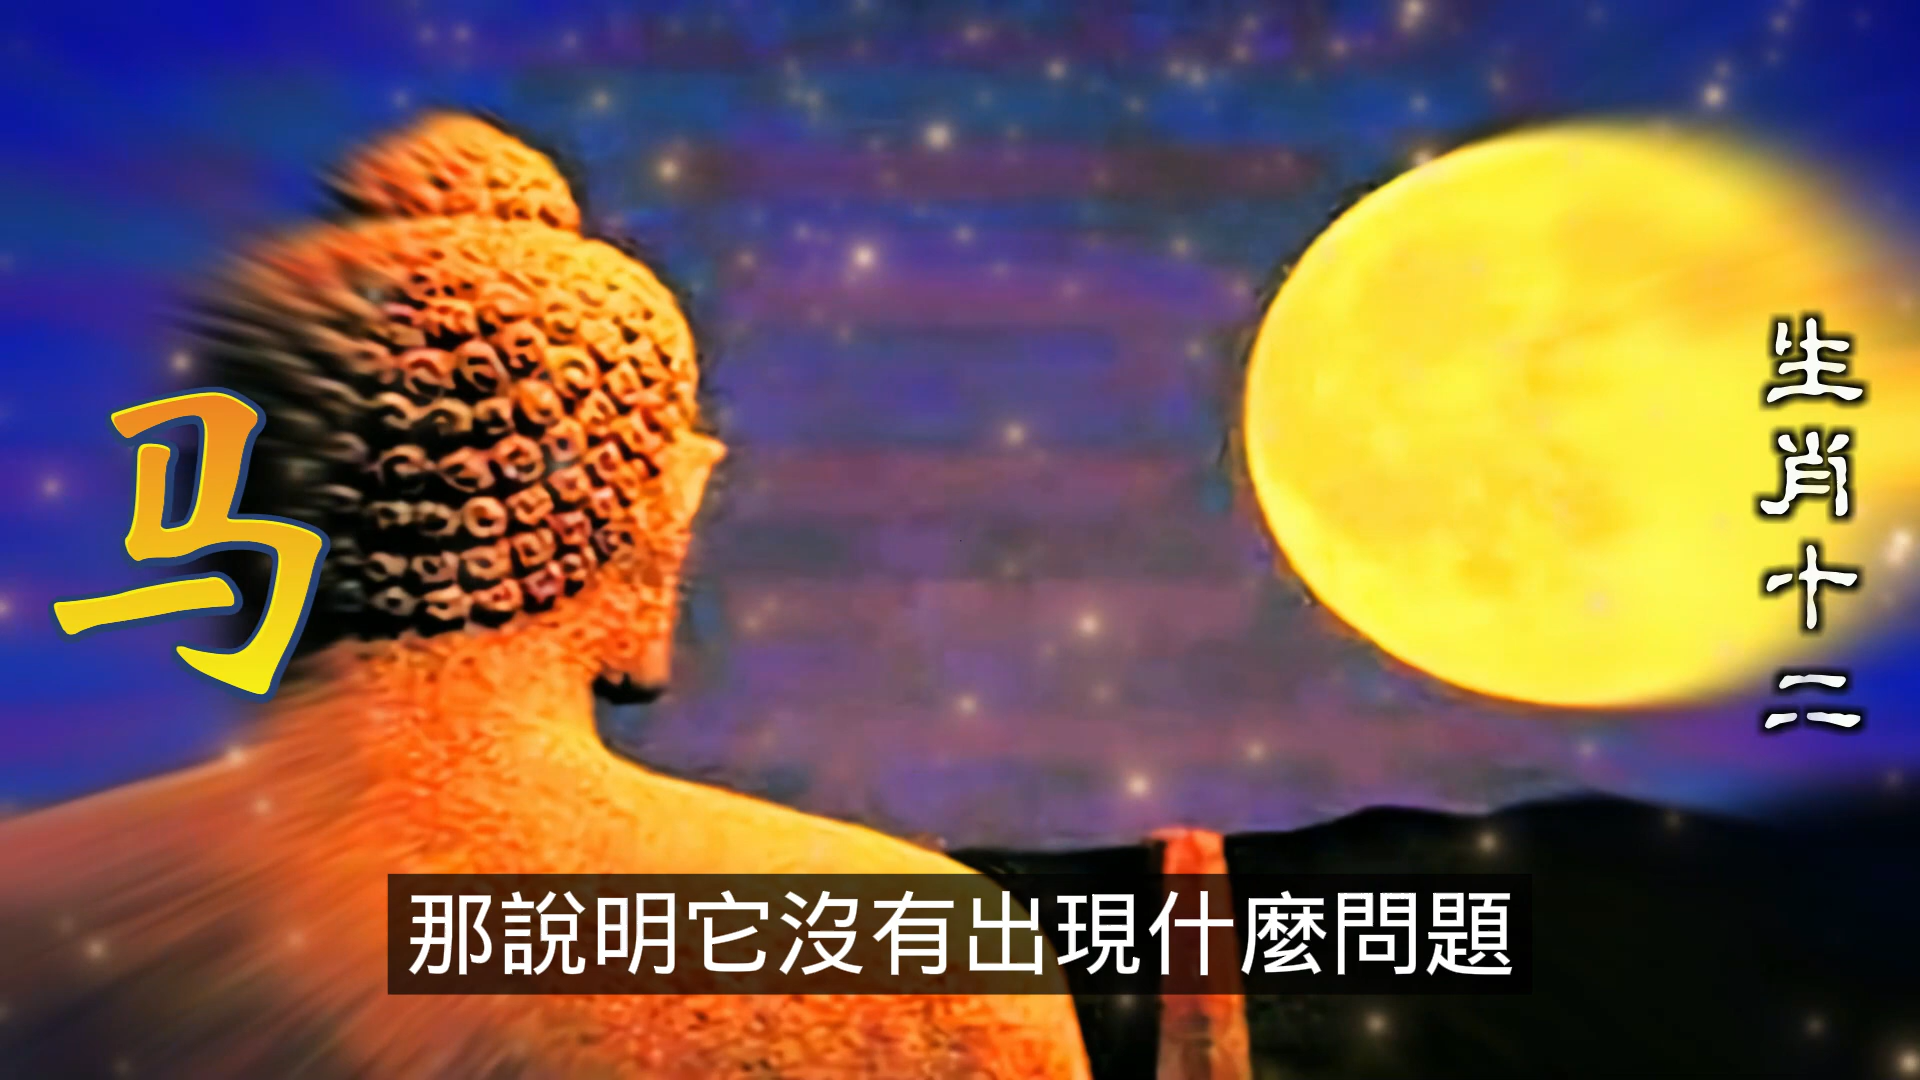 马
生肖十二
那說明它沒有出現什麼問題